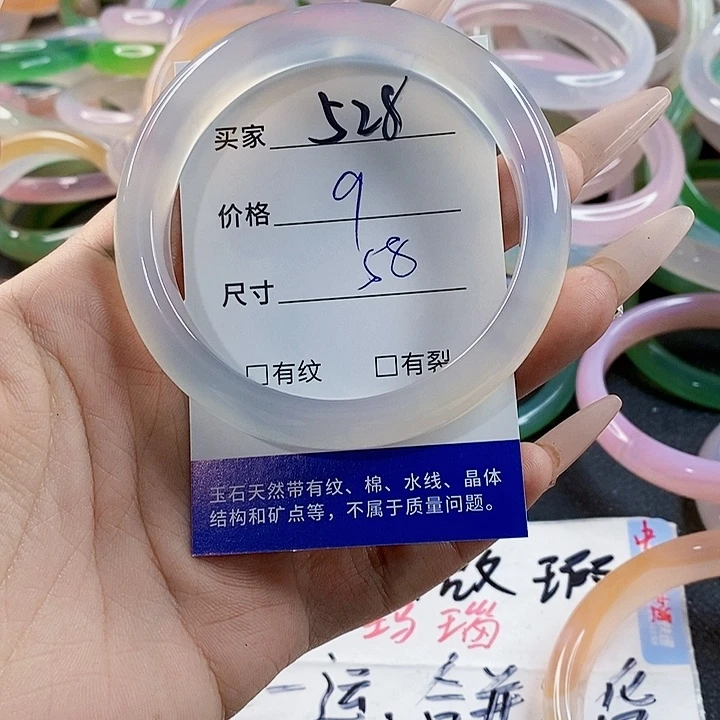 买家 528
价格 9
尺寸 58
□有纹 □有裂
玉石天然带有纹、棉、水线、晶体
结构和矿点等，不属于质量问题。
玛瑙
一运